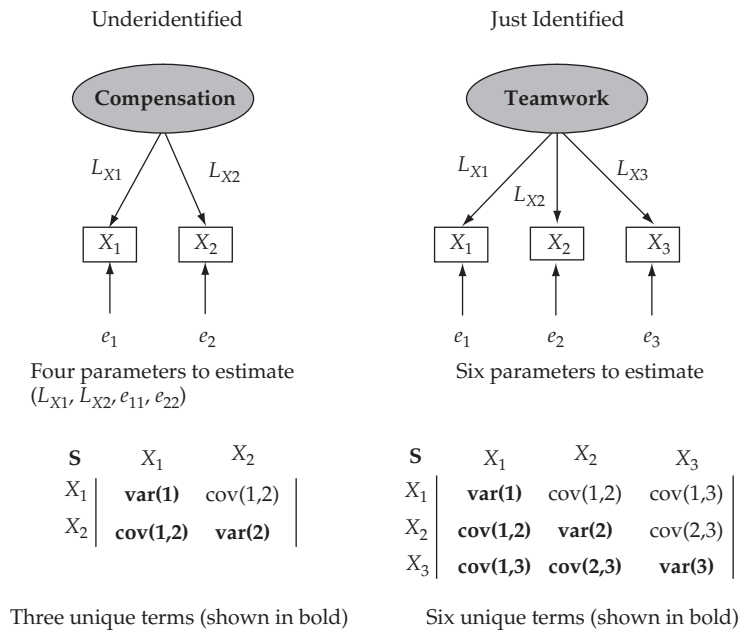 Underidentified
Compensation
L_X1
L_X2
X_1
X_2
e_1
e_2
Four parameters to estimate
(L_X1, L_X2, e_11, e_22)
S X_1 X_2
X_1 var(1) cov(1,2)
X_2 cov(1,2) var(2)
Three unique terms (shown in bold)
Just Identified
Teamwork
L_X1
L_X2
L_X3
X_1
X_2
X_3
e_1
e_2
e_3
Six parameters to estimate
S X_1 X_2 X_3
X_1 var(1) cov(1,2) cov(1,3)
X_2 cov(1,2) var(2) cov(2,3)
X_3 cov(1,3) cov(2,3) var(3)
Six unique terms (shown in bold)